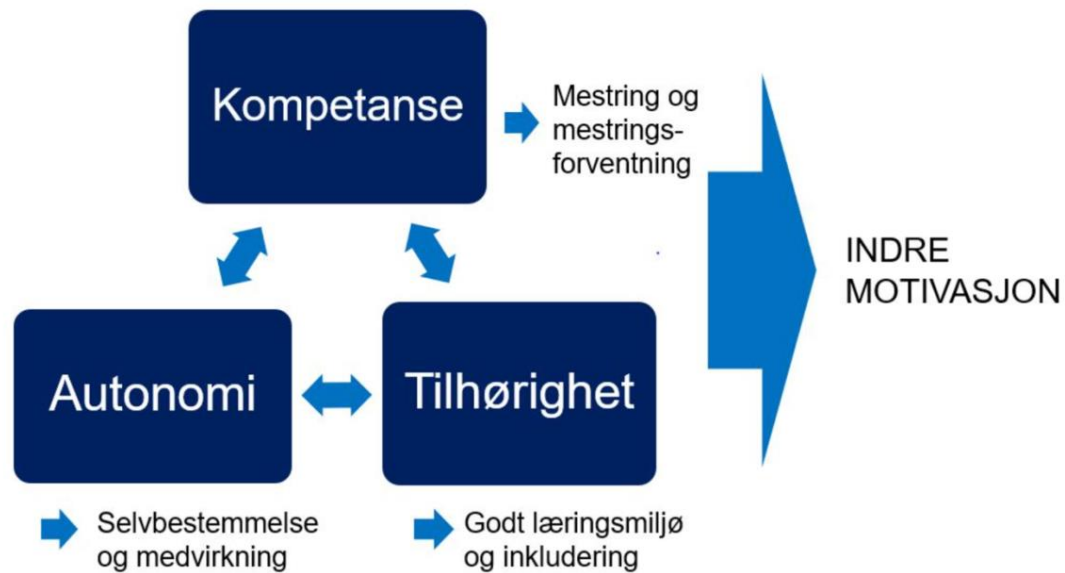 Kompetanse
Mestring og
mestrings-
forventning
INDRE
MOTIVASJON
Autonomi
Tilhørighet
Selvbestemmelse
og medvirkning
Godt læringsmiljø
og inkludering